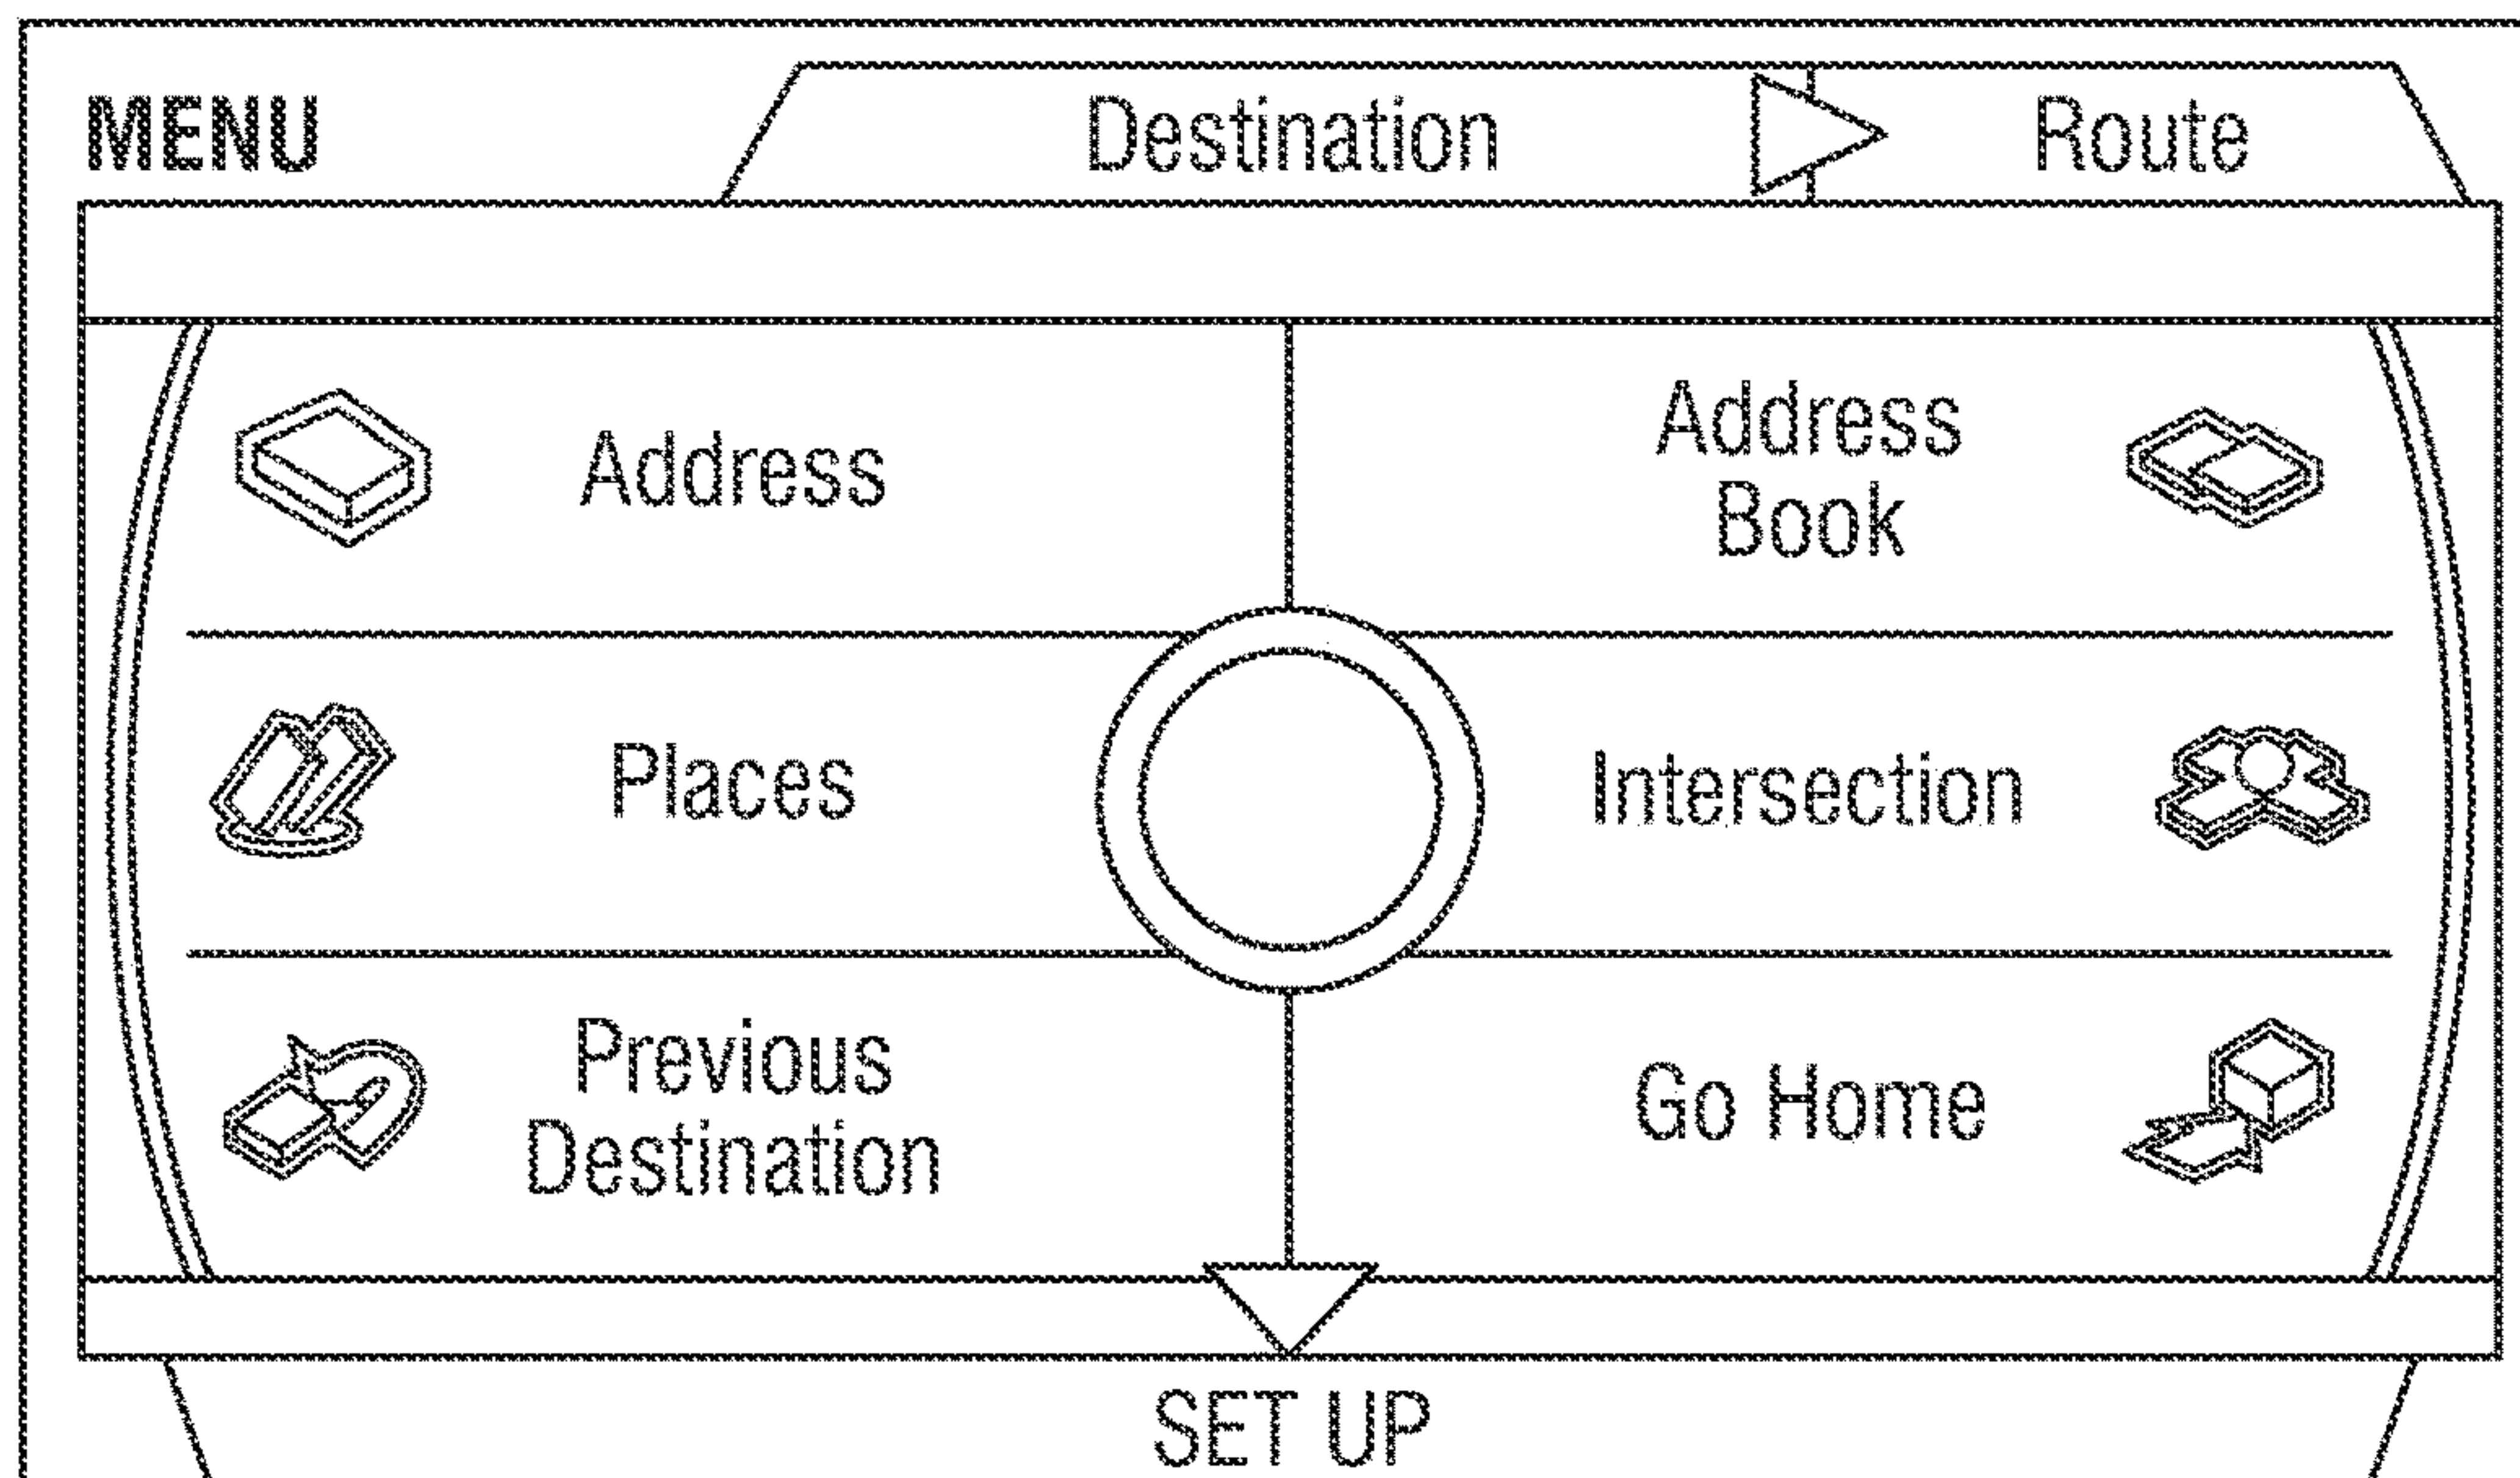 MENU
Destination
Route
Address
Address
Book
Places
Intersection
Previous
Destination
Go Home
SET UP